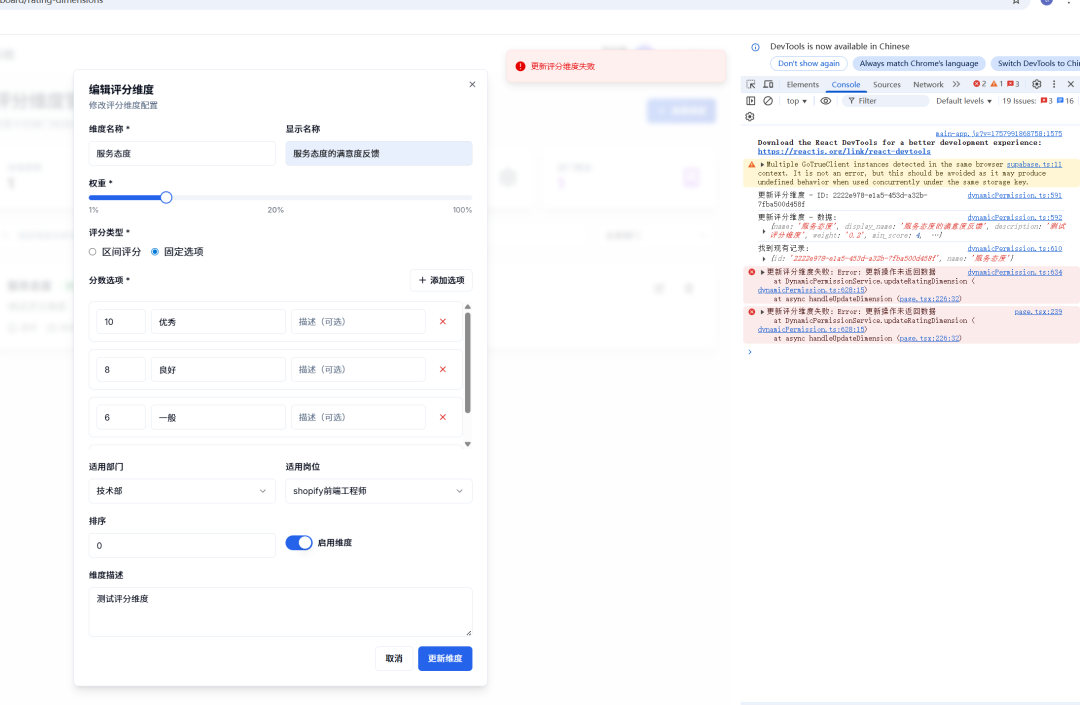 board/rating-dimensions
编辑评分维度
修改评分维度配置
更新评分维度失败
维度名称 *
显示名称
服务态度
服务态度的满意度反馈
权重 *
1%
20%
100%
评分类型 *
区间评分
固定选项
分数选项 *
添加选项
10
优秀
描述（可选）
8
良好
描述（可选）
6
一般
描述（可选）
适用部门
适用岗位
技术部
shopify前端工程师
排序
0
启用维度
维度描述
测试评分维度
取消
更新维度
DevTools is now available in Chinese
Don't show again
Always match Chrome's language
Switch DevTools to Chi
Elements
Console
Sources
Network
2
1
3
top
Filter
Default levels
19 Issues:
3
16
main-app.js?v=1757991868758:1575
Download the React DevTools for a better development experience:
https://reactjs.org/link/react-devtools
Multiple GoTrueClient instances detected in the same browser supabase.ts:11
context. It is not an error, but this should be avoided as it may produce
undefined behavior when used concurrently under the same storage key.
更新评分维度 - ID: 2222e978-e1a5-453d-a32b- dynamicPermission.ts:591
7fba500d458f
更新评分维度 - 数据: dynamicPermission.ts:592
{name: '服务态度', display_name: '服务态度的满意度反馈', description: '测试
评分维度', weight: '0.2', min_score: 4, …}
找到现有记录: dynamicPermission.ts:610
{id: '2222e978-e1a5-453d-a32b-7fba500d458f', name: '服务态度'}
更新评分维度失败: Error: 更新操作未返回数据 dynamicPermission.ts:634
at DynamicPermissionService.updateRatingDimension (
dynamicPermission.ts:628:15)
at async handleUpdateDimension (page.tsx:226:32)
更新评分维度失败: Error: 更新操作未返回数据 page.tsx:239
at DynamicPermissionService.updateRatingDimension (
dynamicPermission.ts:628:15)
at async handleUpdateDimension (page.tsx:226:32)